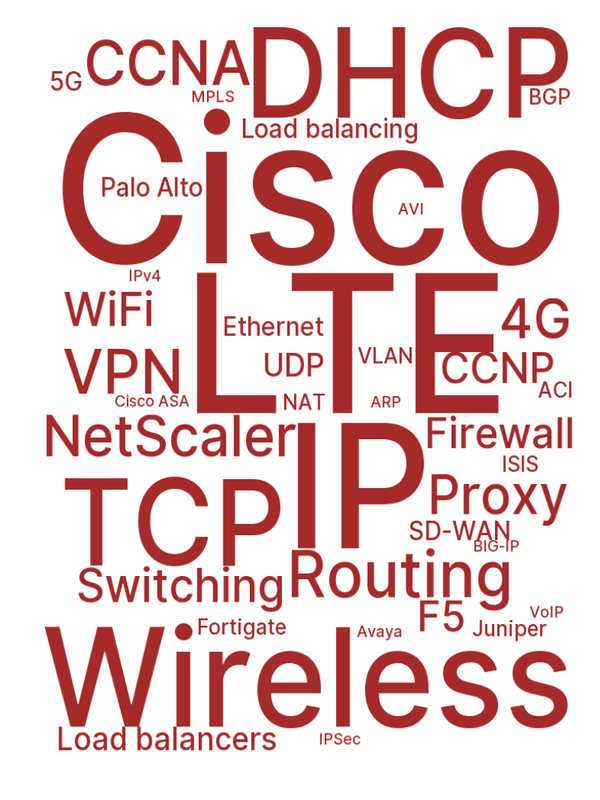 CCNA
DHCP
5G
MPLS
BGP
Load balancing
Cisco
Palo Alto
AVI
IPv4
LTE
WiFi
4G
Ethernet
VLAN
UDP
CCNP
VPN
ACI
Cisco ASA
NAT
ARP
NetScaler
IP
Firewall
ISIS
TCP
Proxy
SD-WAN
BIG-IP
Switching
Routing
F5
VoIP
Fortigate
Avaya
Juniper
Wireless
Load balancers
IPSec